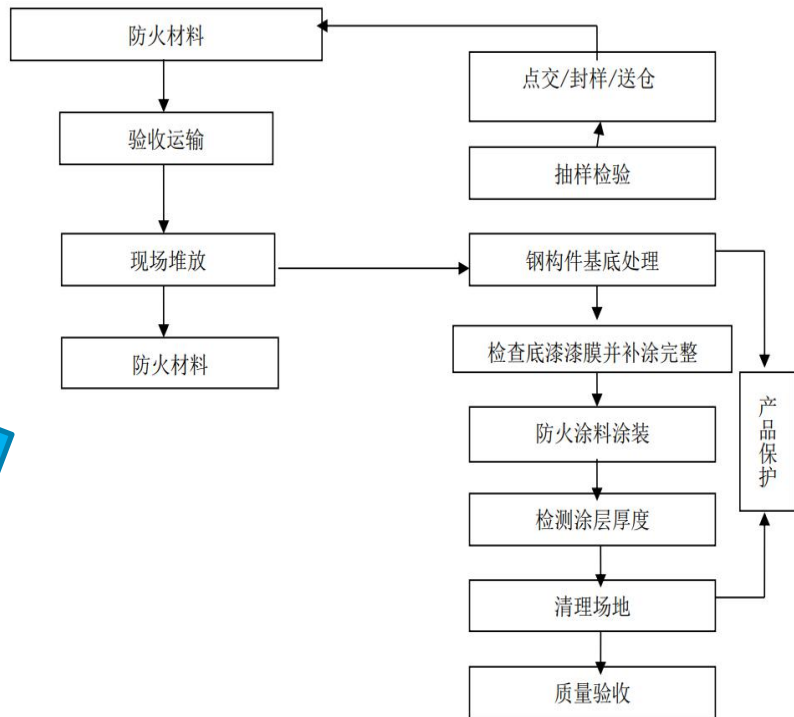 防火材料
点交/封样/送仓
验收运输
抽样检验
现场堆放
钢构件基底处理
防火材料
检查底漆漆膜并补涂完整
产品保护
防火涂料涂装
检测涂层厚度
清理场地
质量验收